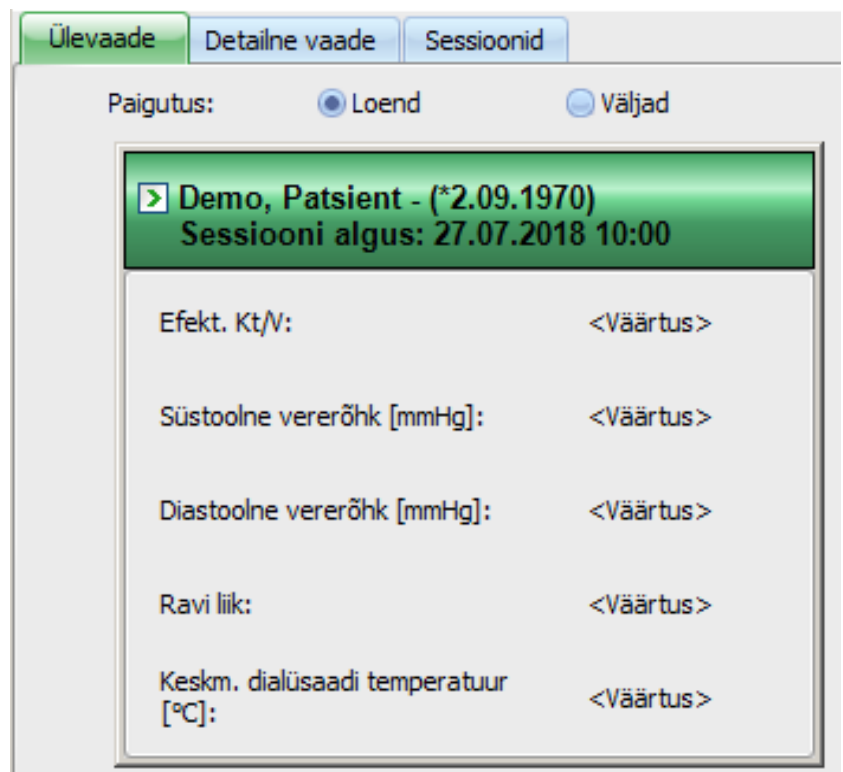 Ülevaade Detailne vaade Sessioonid
Paigutus: Loend Väljad
Demo, Patsient - (*2.09.1970)
Sessiooni algus: 27.07.2018 10:00
Efekt. Kt/V: <Väärtus>
Süstoolne vererõhk [mmHg]: <Väärtus>
Diastoolne vererõhk [mmHg]: <Väärtus>
Ravi liik: <Väärtus>
Keskm. dialüsaadi temperatuur
[°C]: <Väärtus>